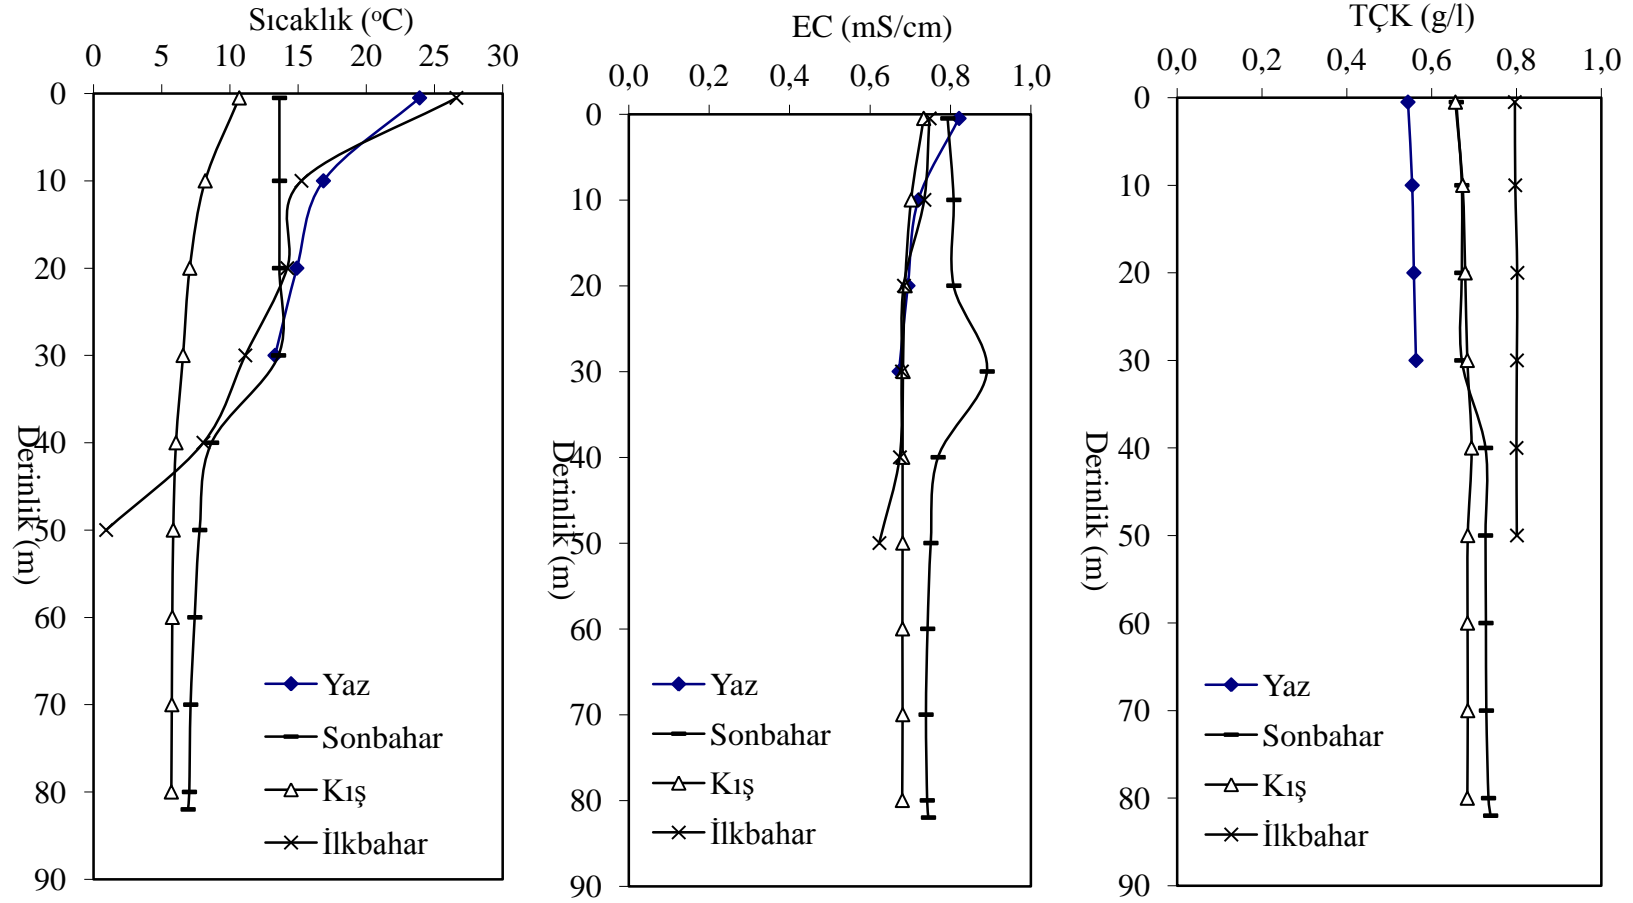 Sıcaklık (ºC)
0 5 10 15 20 25 30
0
10
20
30
40
50
60
70
80
90
Derinlik (m)
Yaz
Sonbahar
Kış
İlkbahar
EC (mS/cm)
0,0 0,2 0,4 0,6 0,8 1,0
0
10
20
30
40
50
60
70
80
90
Derinlik (m)
Yaz
Sonbahar
Kış
İlkbahar
TÇK (g/l)
0,0 0,2 0,4 0,6 0,8 1,0
0
10
20
30
40
50
60
70
80
90
Derinlik (m)
Yaz
Sonbahar
Kış
İlkbahar